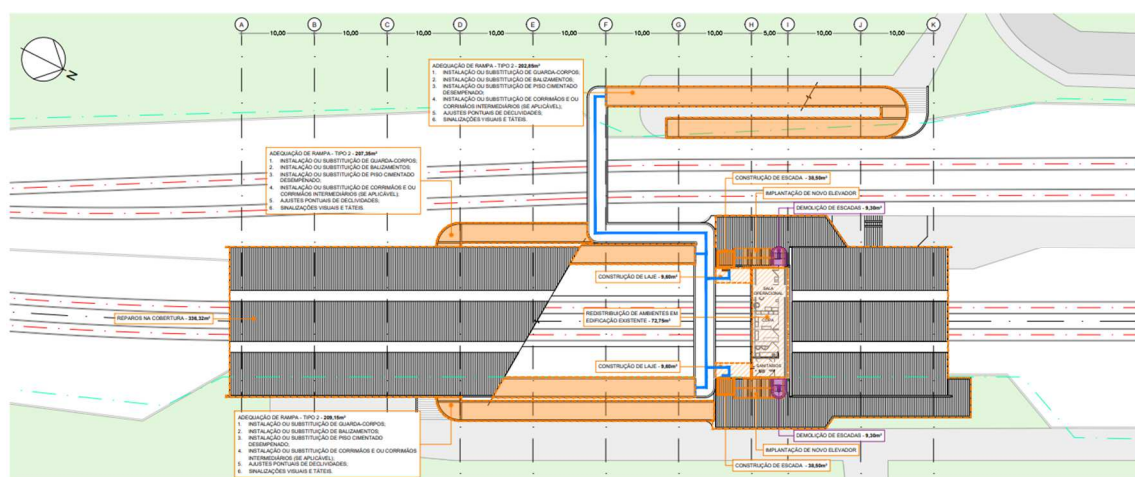 A B C D E F G H I J K
10,00 10,00 10,00 10,00 10,00 10,00 10,00 5,00 10,00 10,00
N
ADEQUAÇÃO DE RAMPA - TIPO 2 - 202,65m²
1. INSTALAÇÃO OU SUBSTITUIÇÃO DE GUARDA-CORPOS;
2. INSTALAÇÃO OU SUBSTITUIÇÃO DE BALIZAMENTOS;
3. INSTALAÇÃO OU SUBSTITUIÇÃO DE PISO CIMENTADO
DESEMPENADO;
4. INSTALAÇÃO OU SUBSTITUIÇÃO DE CORRIMÃOS E OU
CORRIMÃOS INTERMEDIÁRIOS (SE APLICÁVEL);
5. AJUSTES PONTUAIS DE DECLIVIDADES;
6. SINALIZAÇÕES VISUAIS E TÁTEIS.
ADEQUAÇÃO DE RAMPA - TIPO 2 - 207,35m²
1. INSTALAÇÃO OU SUBSTITUIÇÃO DE GUARDA-CORPOS;
2. INSTALAÇÃO OU SUBSTITUIÇÃO DE BALIZAMENTOS;
3. INSTALAÇÃO OU SUBSTITUIÇÃO DE PISO CIMENTADO
DESEMPENADO;
4. INSTALAÇÃO OU SUBSTITUIÇÃO DE CORRIMÃOS E OU
CORRIMÃOS INTERMEDIÁRIOS (SE APLICÁVEL);
5. AJUSTES PONTUAIS DE DECLIVIDADES;
6. SINALIZAÇÕES VISUAIS E TÁTEIS.
CONSTRUÇÃO DE ESCADA - 38,50m²
IMPLANTAÇÃO DE NOVO ELEVADOR
DEMOLIÇÃO DE ESCADAS - 9,30m²
CONSTRUÇÃO DE LAJE - 9,60m²
SALA
OPERACIONAL
REPAROS NA COBERTURA - 338,32m²
REDISTRIBUIÇÃO DE AMBIENTES EM
EDIFICAÇÃO EXISTENTE - 72,75m²
CONSTRUÇÃO DE LAJE - 9,60m²
SANITÁRIOS
ADEQUAÇÃO DE RAMPA - TIPO 2 - 209,15m²
1. INSTALAÇÃO OU SUBSTITUIÇÃO DE GUARDA-CORPOS;
2. INSTALAÇÃO OU SUBSTITUIÇÃO DE BALIZAMENTOS;
3. INSTALAÇÃO OU SUBSTITUIÇÃO DE PISO CIMENTADO
DESEMPENADO;
4. INSTALAÇÃO OU SUBSTITUIÇÃO DE CORRIMÃOS E OU CORRIMÃOS
INTERMEDIÁRIOS (SE APLICÁVEL);
5. AJUSTES PONTUAIS DE DECLIVIDADES;
6. SINALIZAÇÕES VISUAIS E TÁTEIS.
DEMOLIÇÃO DE ESCADAS - 9,30m²
IMPLANTAÇÃO DE NOVO ELEVADOR
CONSTRUÇÃO DE ESCADA - 38,50m²